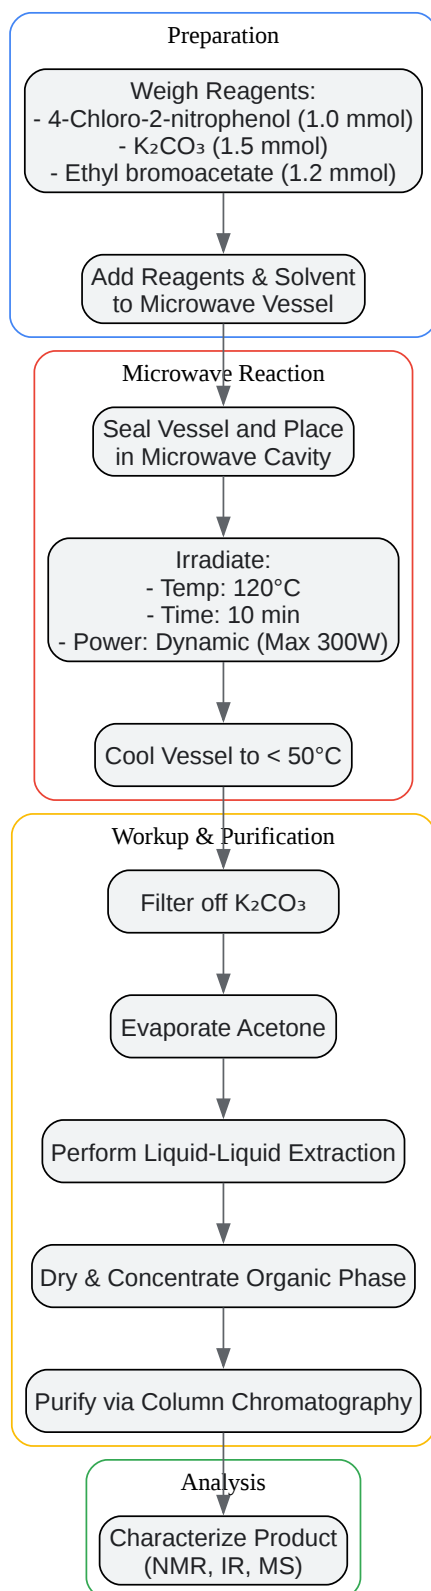 Preparation
Weigh Reagents:
- 4-Chloro-2-nitrophenol (1.0 mmol)
- K₂CO₃ (1.5 mmol)
- Ethyl bromoacetate (1.2 mmol)
Add Reagents & Solvent
to Microwave Vessel
Microwave Reaction
Seal Vessel and Place
in Microwave Cavity
Irradiate:
- Temp: 120°C
- Time: 10 min
- Power: Dynamic (Max 300W)
Cool Vessel to < 50°C
Workup & Purification
Filter off K₂CO₃
Evaporate Acetone
Perform Liquid-Liquid Extraction
Dry & Concentrate Organic Phase
Purify via Column Chromatography
Analysis
Characterize Product
(NMR, IR, MS)